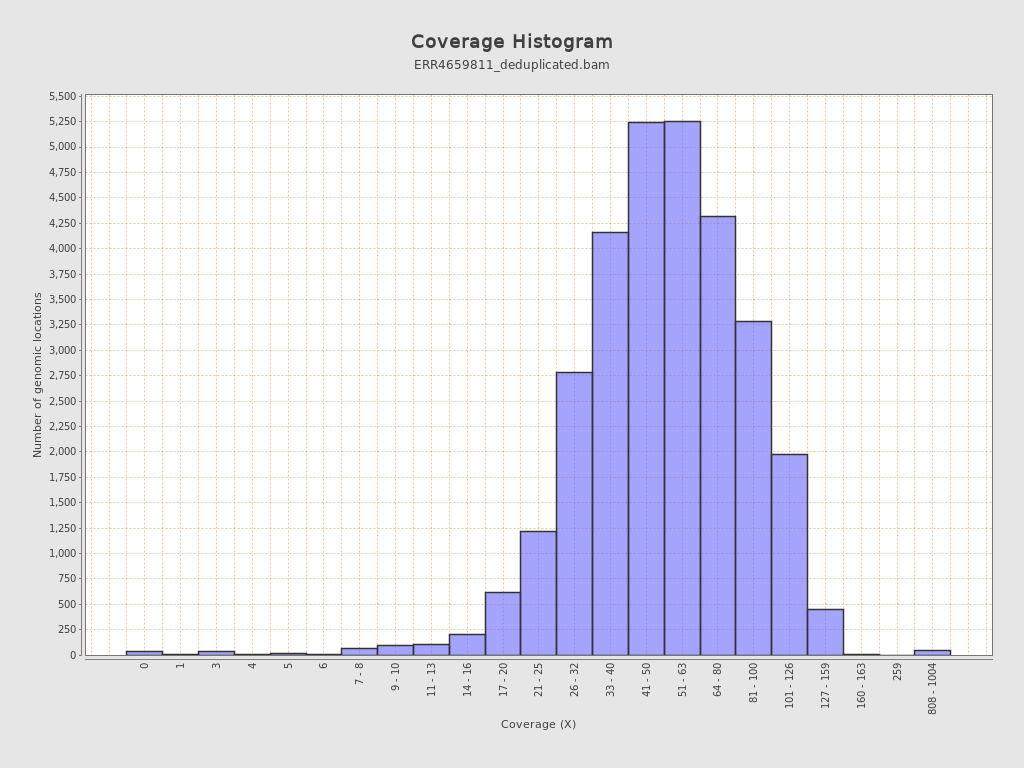 Coverage Histogram
ERR4659811_deduplicated.bam
Number of genomic locations
5,500
5,250
5,000
4,750
4,500
4,250
4,000
3,750
3,500
3,250
3,000
2,750
2,500
2,250
2,000
1,750
1,500
1,250
1,000
750
500
250
0
0
1
3
4
5
6
7 - 8
9 - 10
11 - 13
14 - 16
17 - 20
21 - 25
26 - 32
33 - 40
41 - 50
51 - 63
64 - 80
81 - 100
101 - 126
127 - 159
160 - 163
259
808 - 1004
Coverage (X)